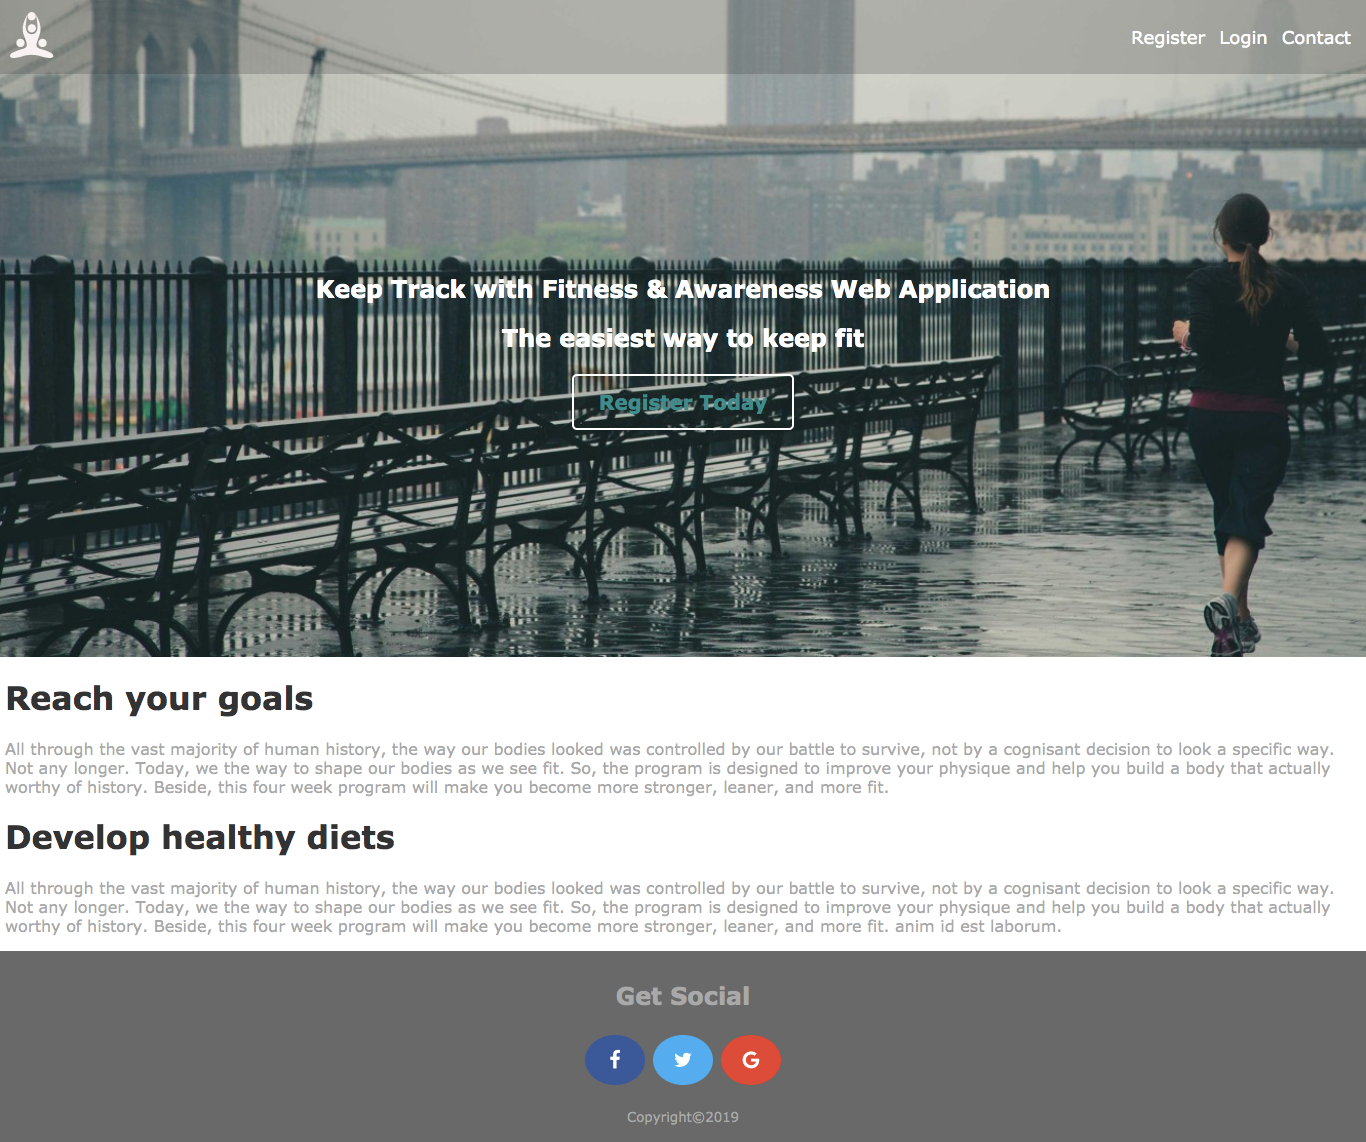 Register Login Contact
Keep Track with Fitness & Awareness Web Application
The easiest way to keep fit
Register Today
Reach your goals
All through the vast majority of human history, the way our bodies looked was controlled by our battle to survive, not by a cognisant decision to look a specific way.
Not any longer. Today, we the way to shape our bodies as we see fit. So, the program is designed to improve your physique and help you build a body that actually
worthy of history. Beside, this four week program will make you become more stronger, leaner, and more fit.
Develop healthy diets
All through the vast majority of human history, the way our bodies looked was controlled by our battle to survive, not by a cognisant decision to look a specific way.
Not any longer. Today, we the way to shape our bodies as we see fit. So, the program is designed to improve your physique and help you build a body that actually
worthy of history. Beside, this four week program will make you become more stronger, leaner, and more fit. anim id est laborum.
Get Social
f G
Copyright©2019